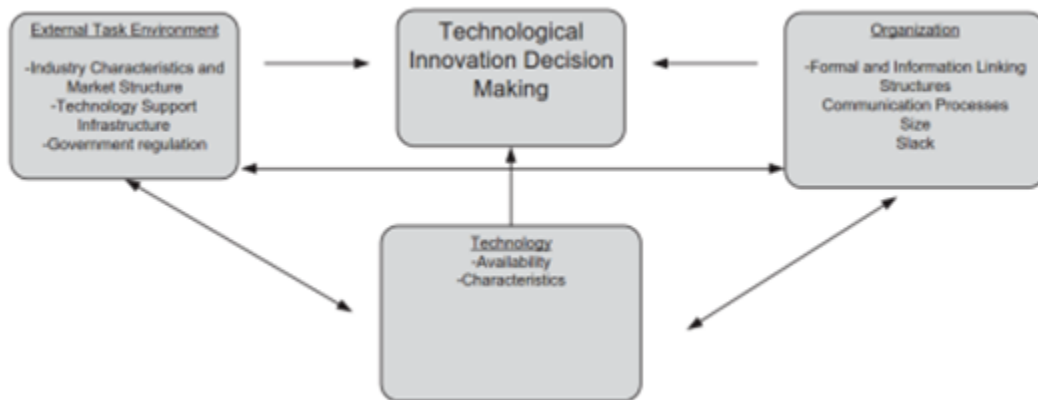 External Task Environment
-Industry Characteristics and
Market Structure
-Technology Support
Infrastructure
-Government regulation
Technological
Innovation Decision
Making
Organization
-Formal and Information Linking
Structures
Communication Processes
Size
Slack
Technology
-Availability
-Characteristics